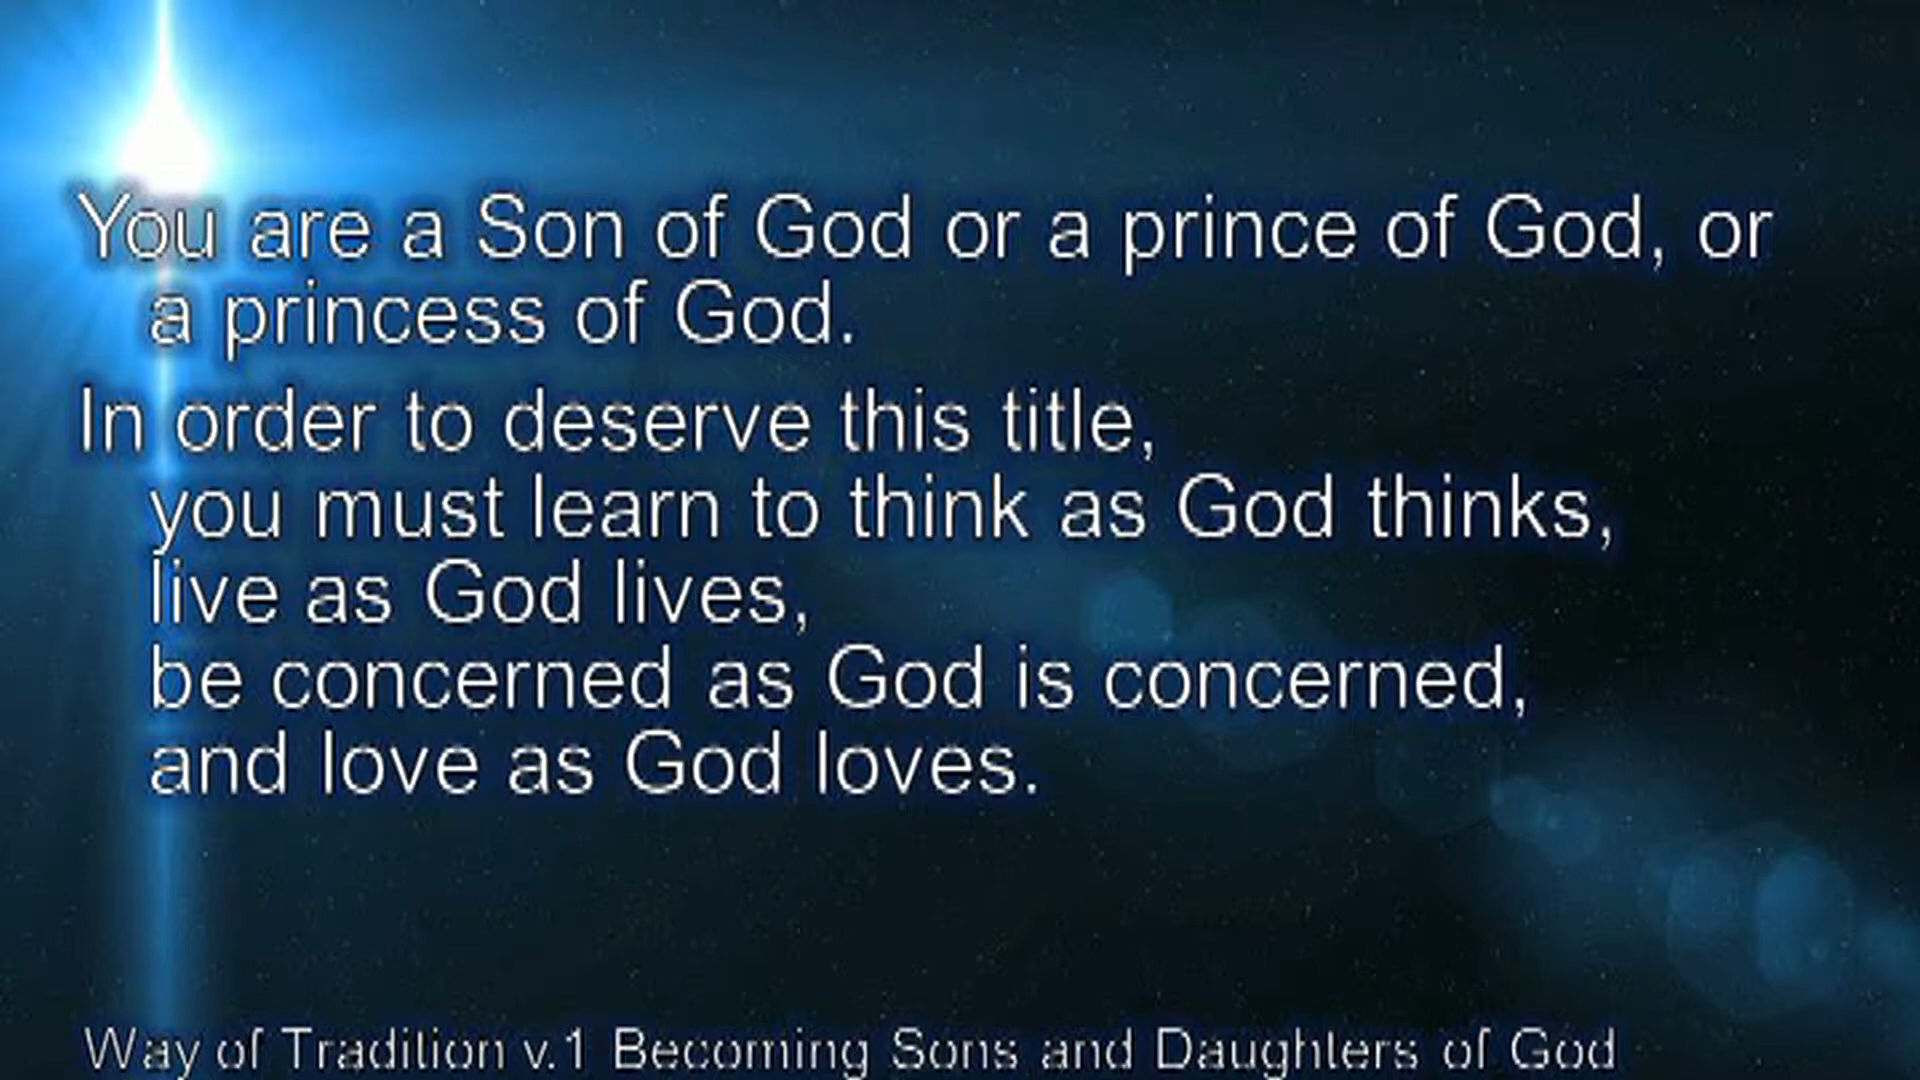 You are a Son of God or a prince of God, or
a princess of God.
In order to deserve this title,
you must learn to think as God thinks,
live as God lives,
be concerned as God is concerned,
and love as God loves.
Way of Tradition v.1 Becoming Sons and Daughters of God